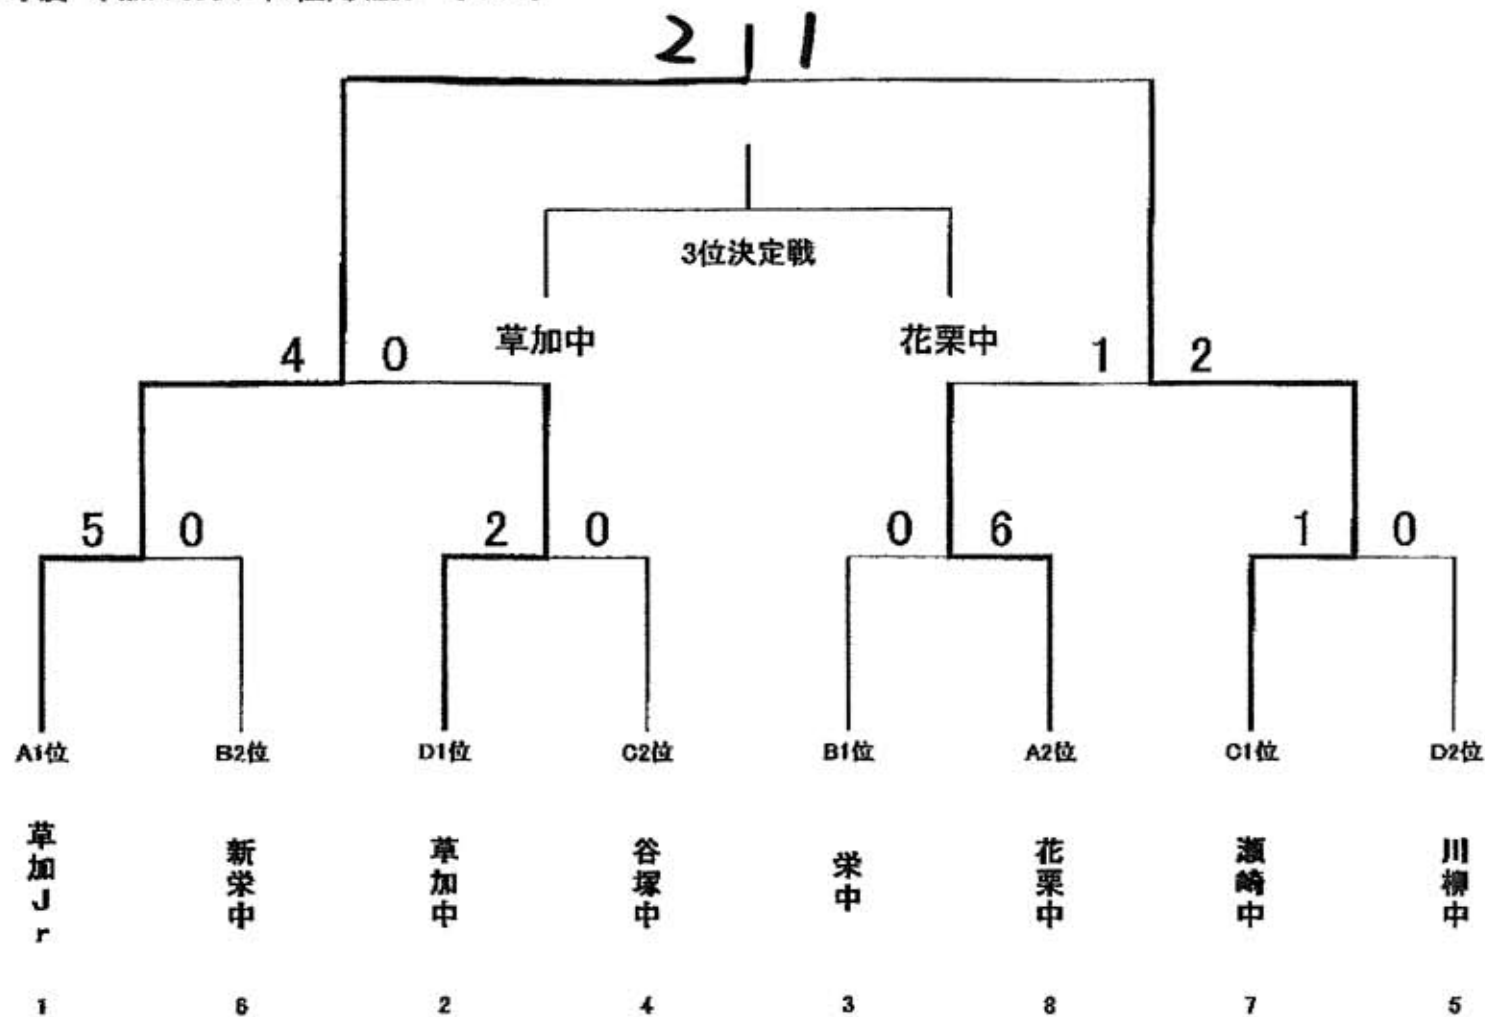 2 1
3位決定戦
草加中 花栗中
4 0 1 2
5 0 2 0 0 6 1 0
A1位 B2位 D1位 C2位 B1位 A2位 C1位 D2位
草加Jr 新栄中 草加中 谷塚中 栄中 花栗中 瀬崎中 川柳中
1 6 2 4 3 8 7 5